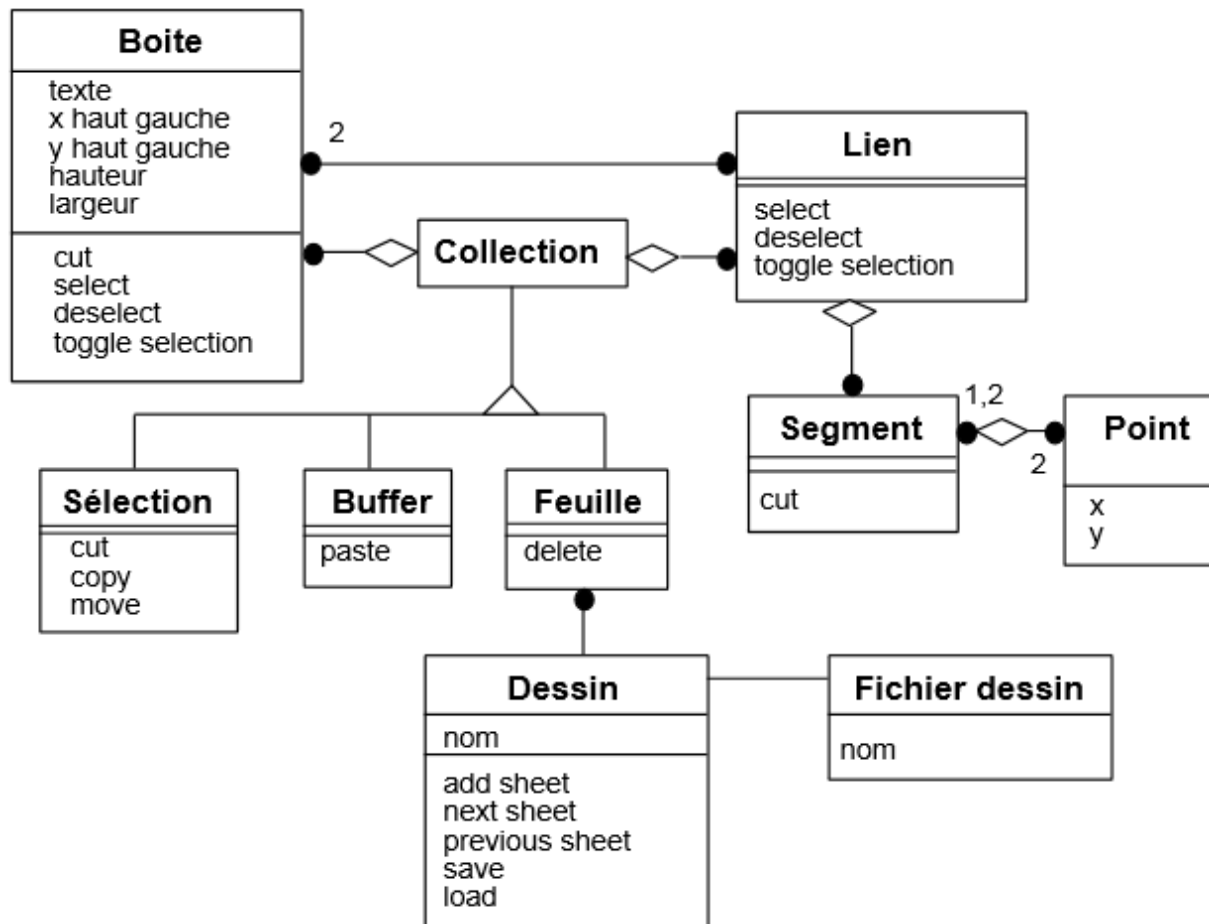 Boite
texte
x haut gauche
y haut gauche
hauteur
largeur
cut
select
deselect
toggle selection
2
Lien
select
deselect
toggle selection
Collection
Segment
cut
1,2
2
Point
x
y
Sélection
cut
copy
move
Buffer
paste
Feuille
delete
Dessin
nom
add sheet
next sheet
previous sheet
save
load
Fichier dessin
nom